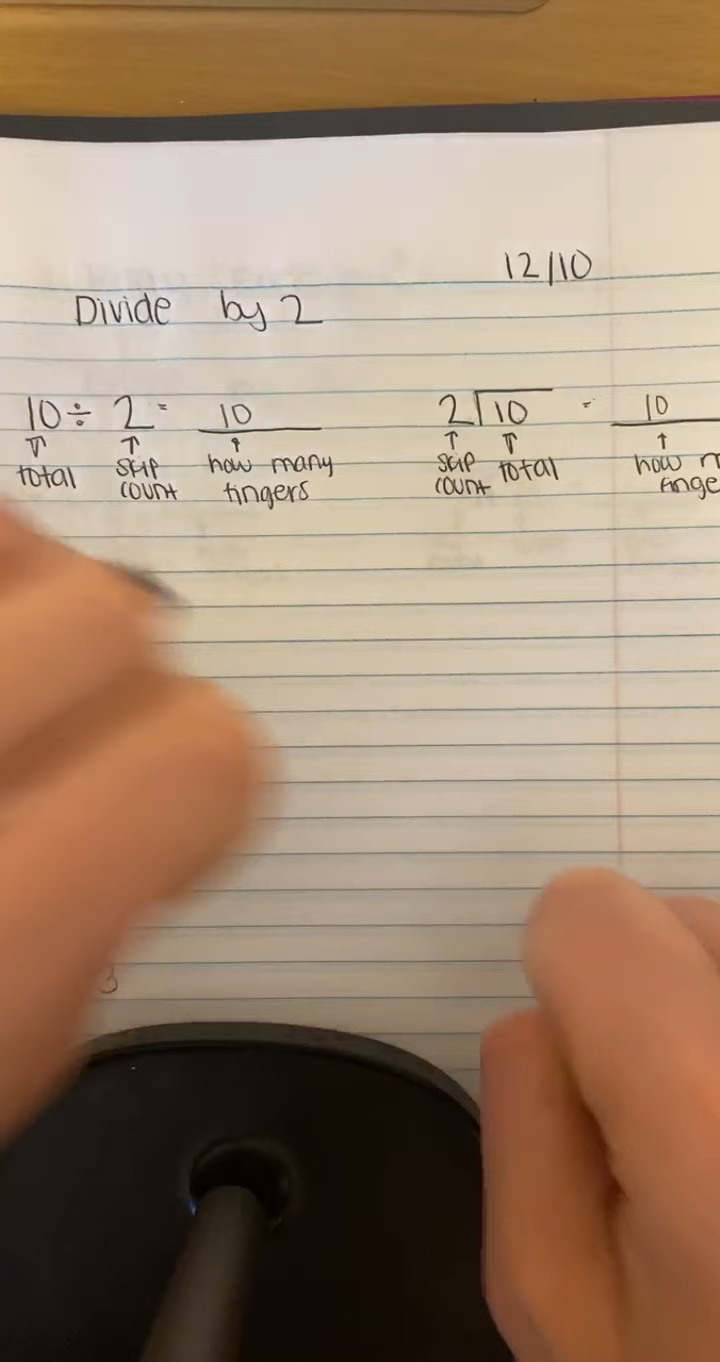 12/10
Divide by 2
10 ÷ 2 = 10
total skip count how many fingers
2⟌10 = 10
skip count total how